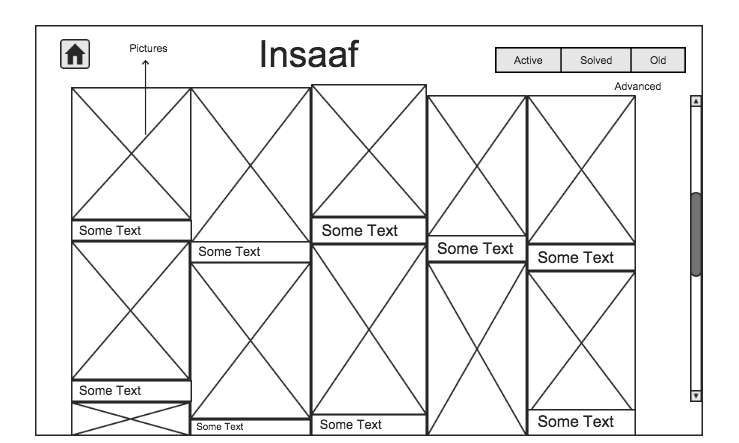 Pictures
Insaaf
Active
Solved
Old
Advanced
Some Text
Some Text
Some Text
Some Text
Some Text
Some Text
Some Text
Some Text
Some Text